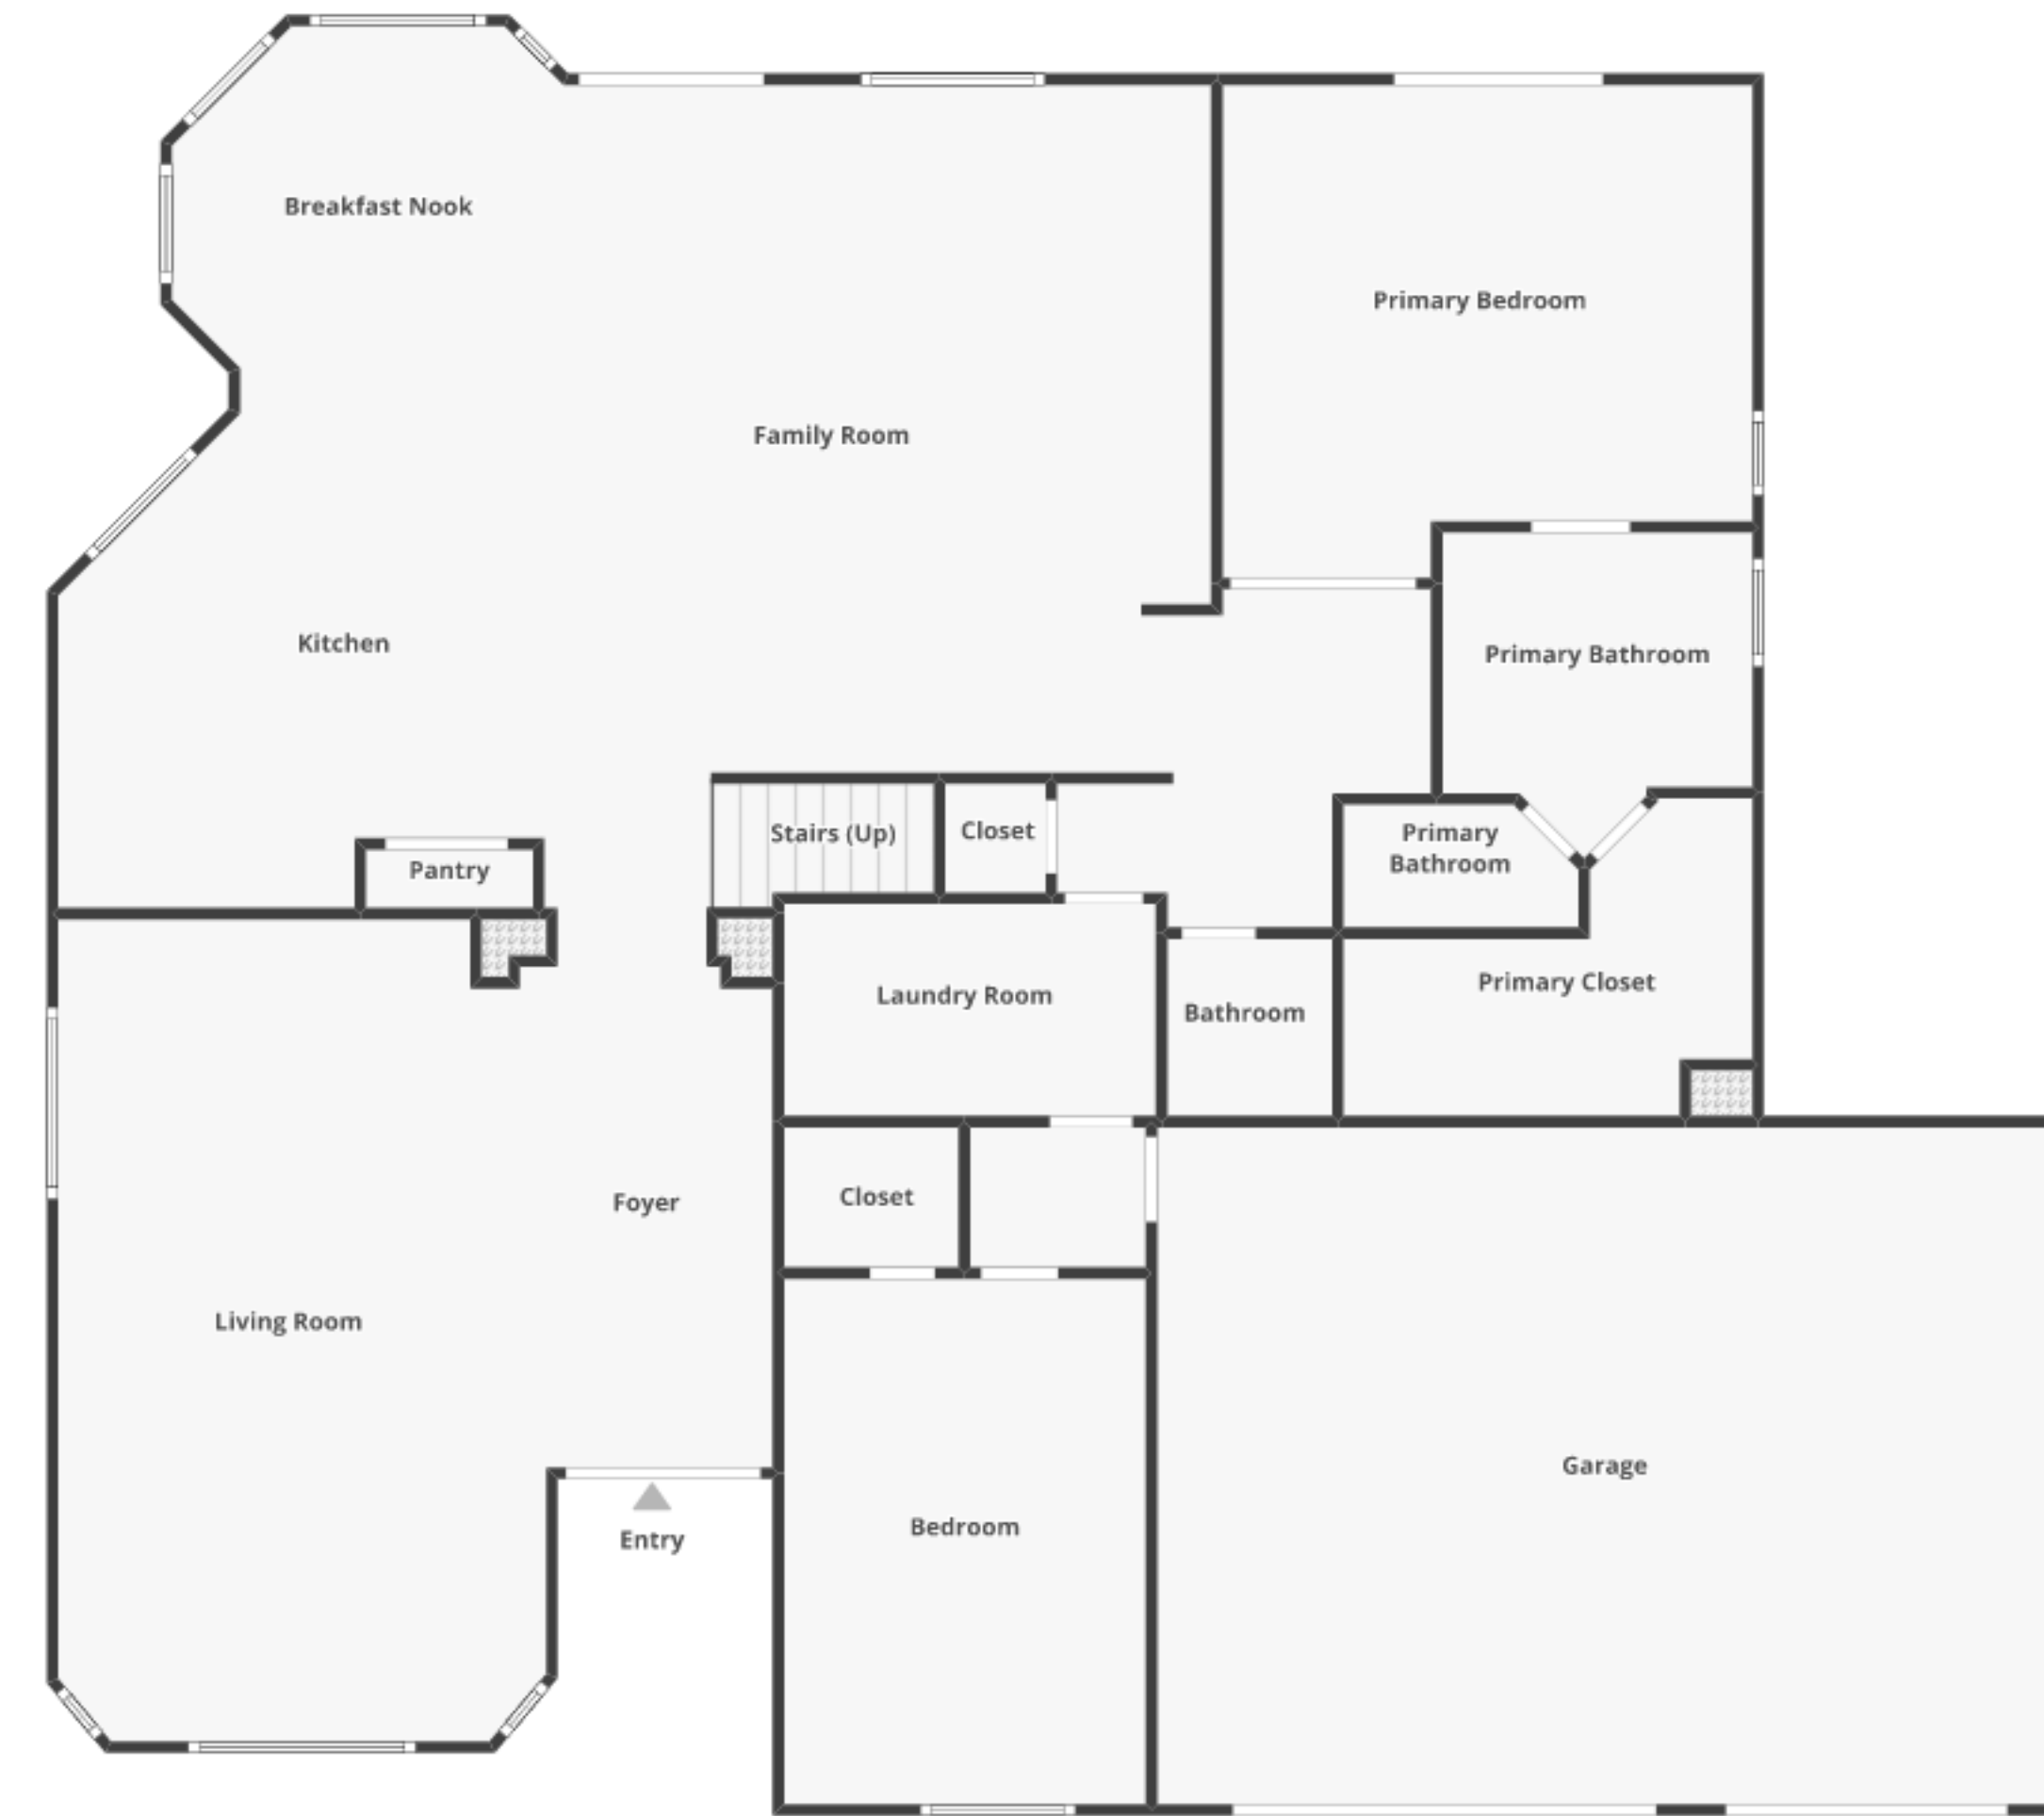 Breakfast Nook
Primary Bedroom
Family Room
Kitchen
Primary Bathroom
Stairs (Up)
Closet
Primary
Bathroom
Pantry
Primary Closet
Laundry Room
Bathroom
Closet
Foyer
Living Room
Garage
Bedroom
Entry